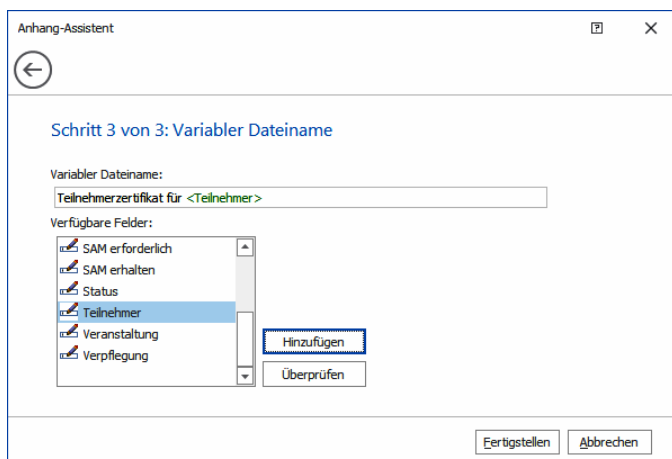 Anhang-Assistent
Schritt 3 von 3: Variabler Dateiname
Variabler Dateiname:
Teilnehmerzertifikat für <Teilnehmer>
Verfügbare Felder:
SAM erforderlich
SAM erhalten
Status
Teilnehmer
Veranstaltung
Verpflegung
Hinzufügen
Überprüfen
Fertigstellen Abbrechen